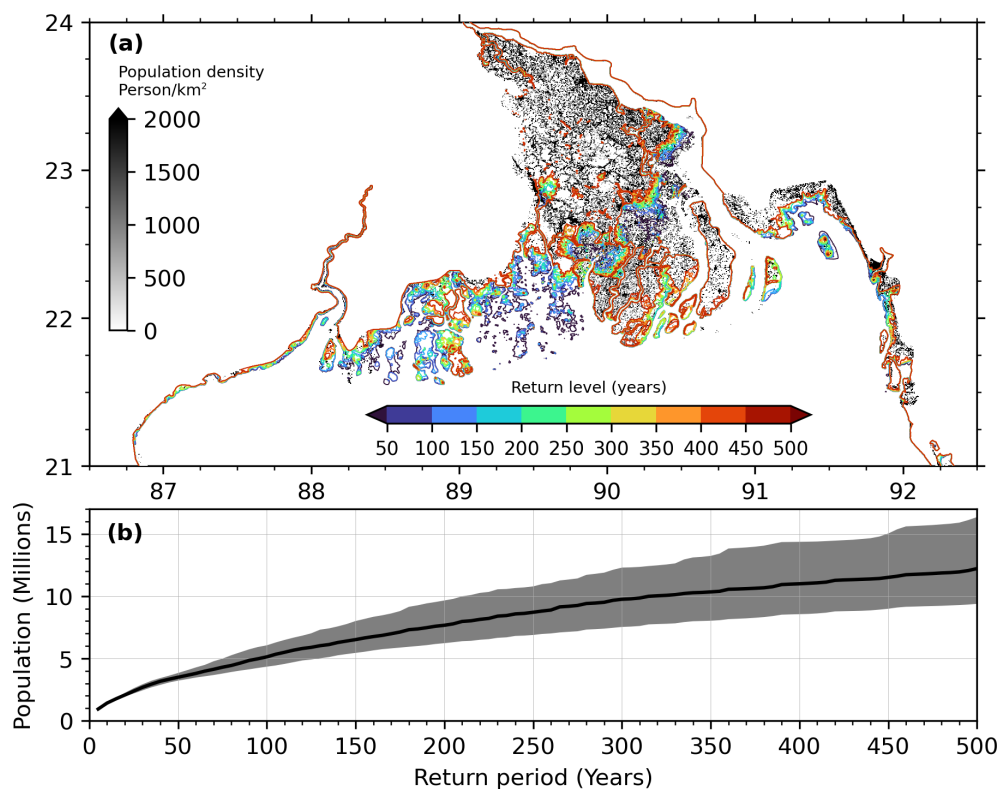 24
(a)
Population density
Person/km²
2000
1500
1000
500
0
23
22
21
Return level (years)
50 100 150 200 250 300 350 400 450 500
87 88 89 90 91 92
(b)
Population (Millions)
15
10
5
0
0 50 100 150 200 250 300 350 400 450 500
Return period (Years)